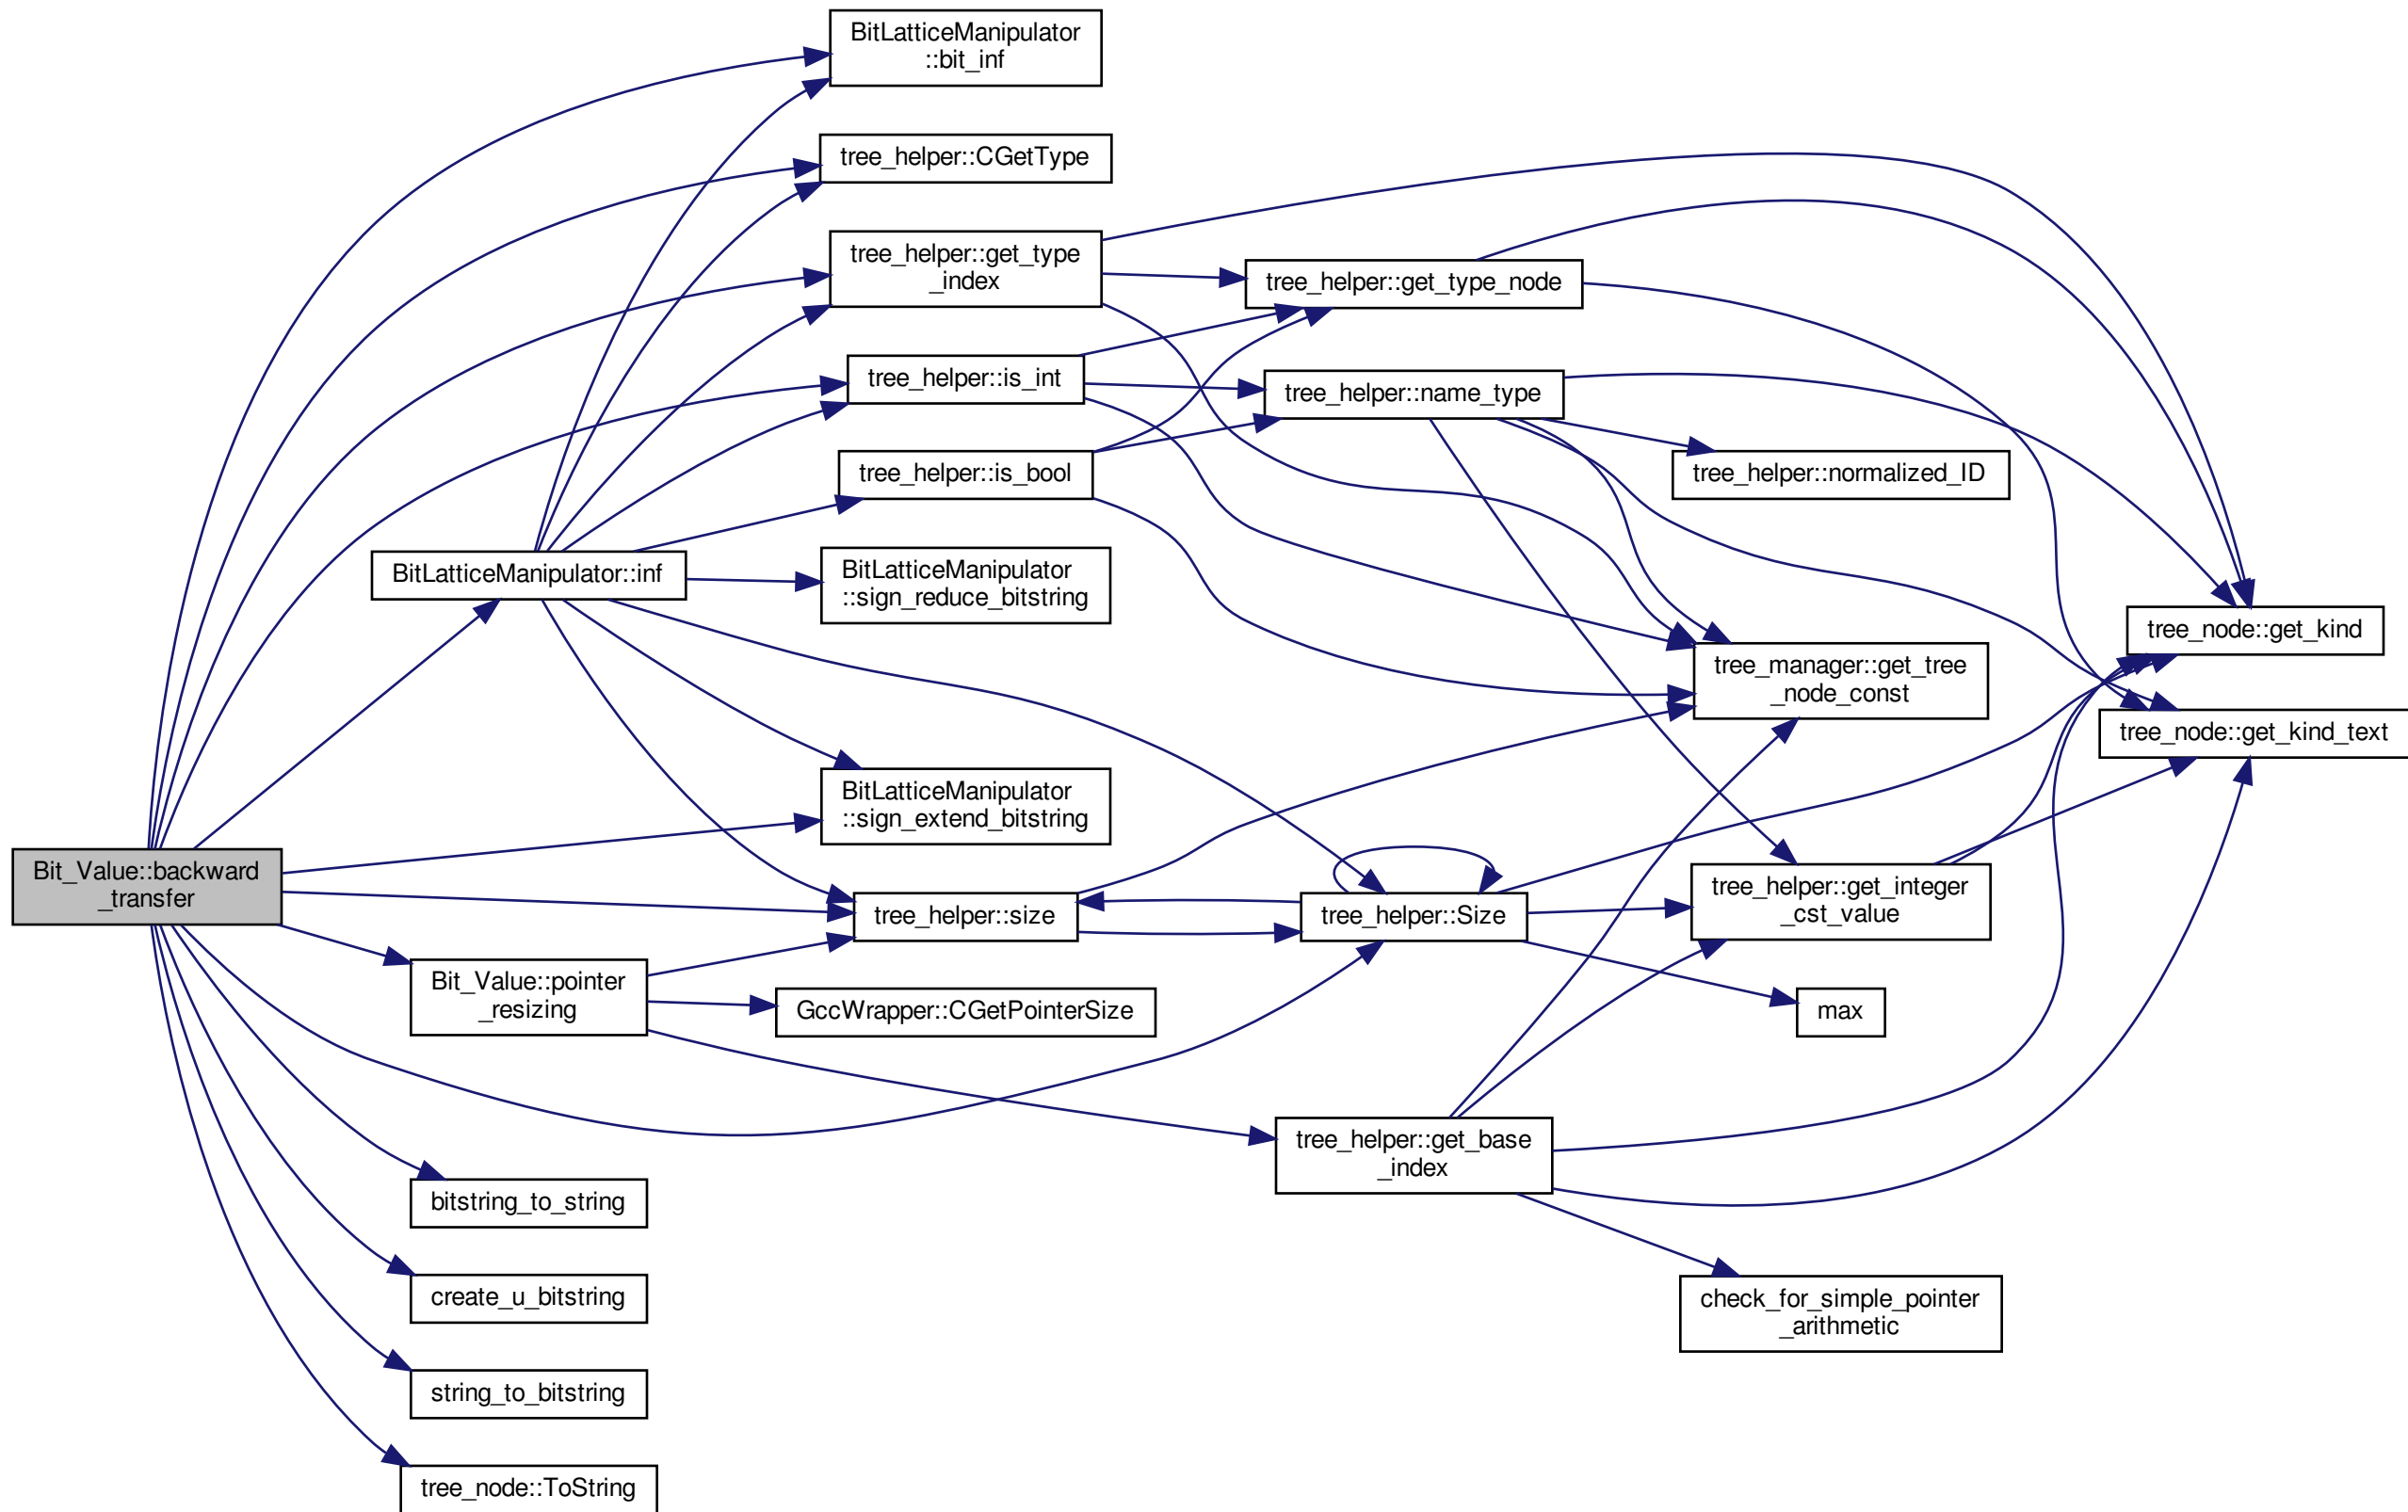 BitLatticeManipulator
::bit_inf
tree_helper::CGetType
tree_helper::get_type
_index
tree_helper::get_type_node
tree_helper::is_int
tree_helper::name_type
tree_helper::is_bool
tree_helper::normalized_ID
BitLatticeManipulator::inf
BitLatticeManipulator
::sign_reduce_bitstring
tree_node::get_kind
tree_manager::get_tree
_node_const
tree_node::get_kind_text
BitLatticeManipulator
::sign_extend_bitstring
Bit_Value::backward
_transfer
tree_helper::size
tree_helper::Size
tree_helper::get_integer
_cst_value
Bit_Value::pointer
_resizing
GccWrapper::CGetPointerSize
max
tree_helper::get_base
_index
bitstring_to_string
create_u_bitstring
check_for_simple_pointer
_arithmetic
string_to_bitstring
tree_node::ToString